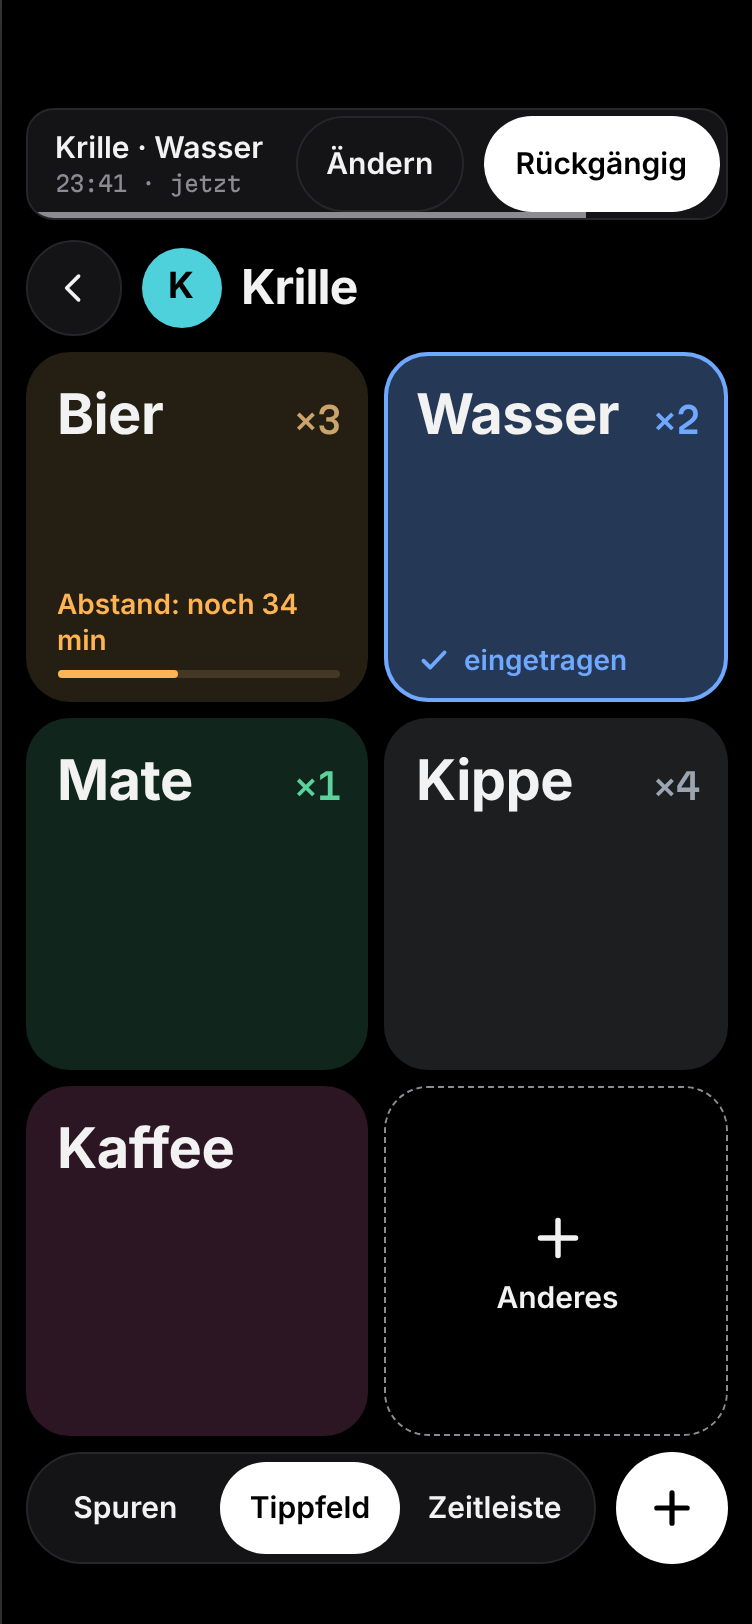 Krille · Wasser
23:41 · jetzt
Ändern
Rückgängig
K
Krille
Bier
×3
Abstand: noch 34
min
Wasser
×2
eingetragen
Mate
×1
Kippe
×4
Kaffee
Anderes
Spuren
Tippfeld
Zeitleiste